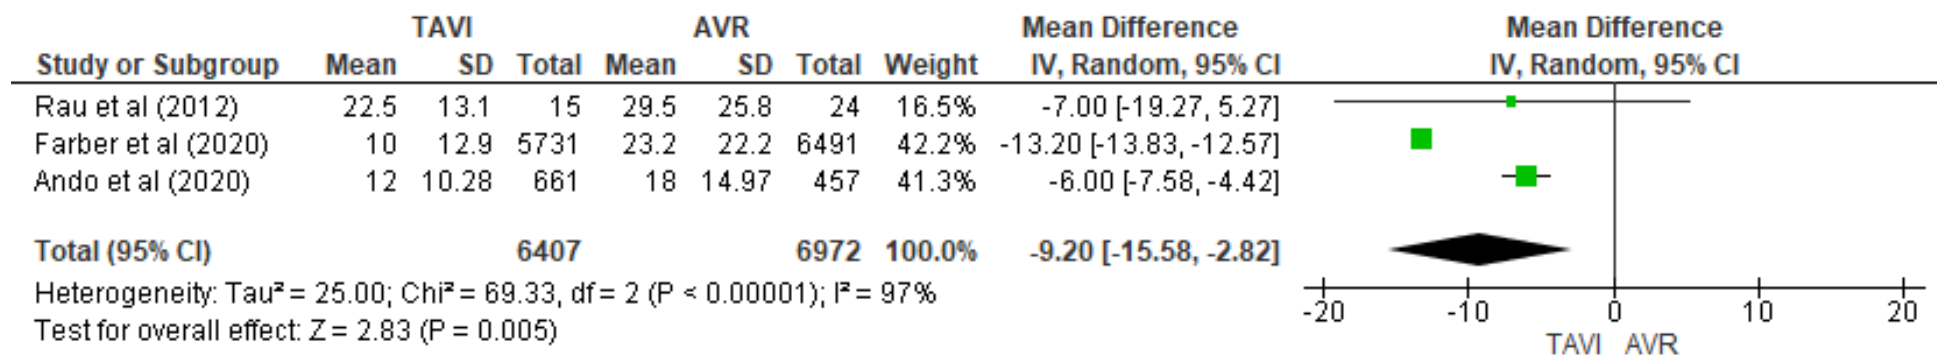 TAVI AVR Mean Difference Mean Difference
Study or Subgroup Mean SD Total Mean SD Total Weight IV, Random, 95% CI IV, Random, 95% CI
Rau et al (2012) 22.5 13.1 15 29.5 25.8 24 16.5% -7.00 [-19.27, 5.27]
Farber et al (2020) 10 12.9 5731 23.2 22.2 6491 42.2% -13.20 [-13.83, -12.57]
Ando et al (2020) 12 10.28 661 18 14.97 457 41.3% -6.00 [-7.58, -4.42]
Total (95% CI) 6407 6972 100.0% -9.20 [-15.58, -2.82]
Heterogeneity: Tau² = 25.00; Chi² = 69.33, df = 2 (P < 0.00001); I² = 97%
Test for overall effect: Z = 2.83 (P = 0.005)
-20 -10 0 10 20
TAVI AVR